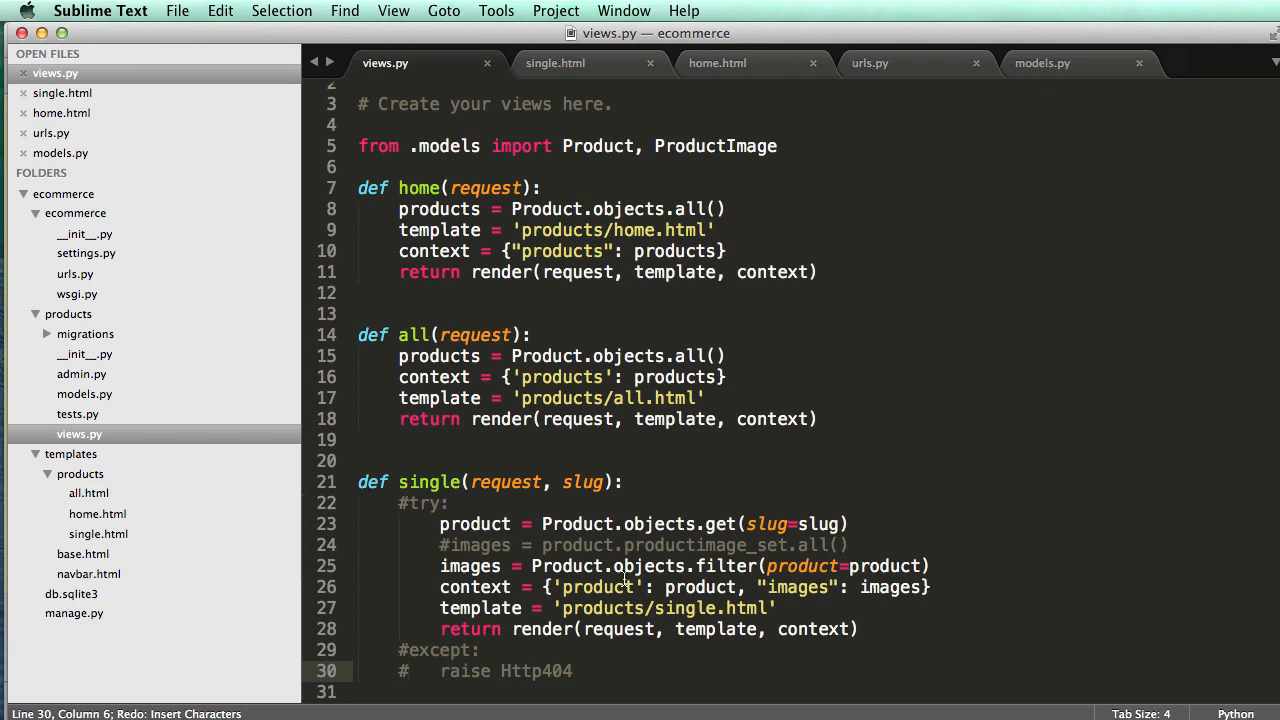 Sublime Text File Edit Selection Find View Goto Tools Project Window Help
views.py — ecommerce
OPEN FILES
views.py
single.html
home.html
urls.py
models.py
FOLDERS
ecommerce
ecommerce
__init__.py
settings.py
urls.py
wsgi.py
products
migrations
__init__.py
admin.py
models.py
tests.py
views.py
templates
products
all.html
home.html
single.html
base.html
navbar.html
db.sqlite3
manage.py
views.py single.html home.html urls.py models.py
2
3 # Create your views here.
4
5 from .models import Product, ProductImage
6
7 def home(request):
8 products = Product.objects.all()
9 template = 'products/home.html'
10 context = {"products": products}
11 return render(request, template, context)
12
13
14 def all(request):
15 products = Product.objects.all()
16 context = {'products': products}
17 template = 'products/all.html'
18 return render(request, template, context)
19
20
21 def single(request, slug):
22 #try:
23 product = Product.objects.get(slug=slug)
24 #images = product.productimage_set.all()
25 images = Product.objects.filter(product=product)
26 context = {'product': product, "images": images}
27 template = 'products/single.html'
28 return render(request, template, context)
29 #except:
30 # raise Http404
31
Line 30, Column 6; Redo: Insert Characters Tab Size: 4 Python